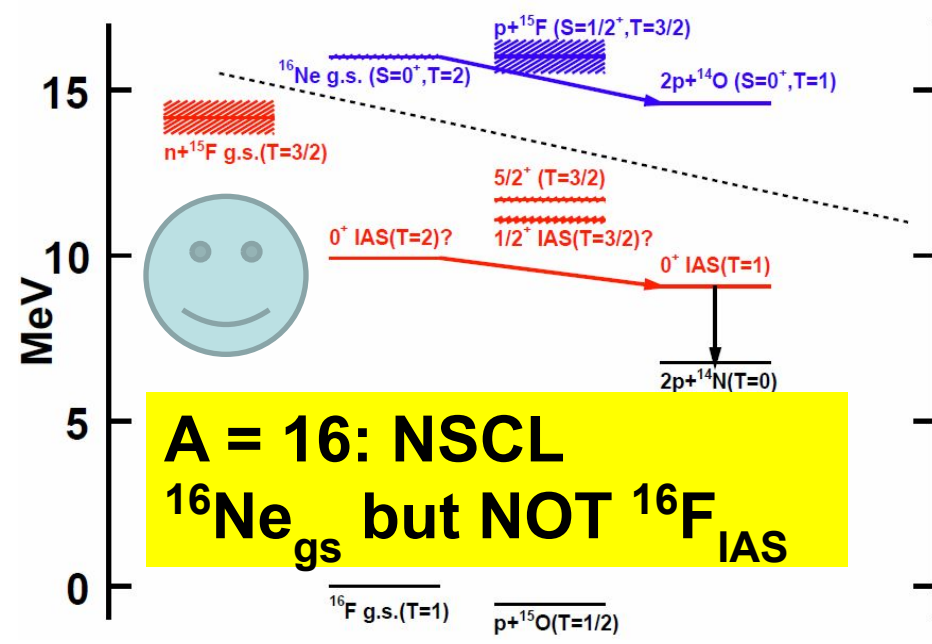 p+¹⁵F (S=1/2⁺,T=3/2)
¹⁶Ne g.s. (S=0⁺,T=2)
2p+¹⁴O (S=0⁺,T=1)
15
n+¹⁵F g.s.(T=3/2)
5/2⁺ (T=3/2)
0⁺ IAS(T=2)?
1/2⁺ IAS(T=3/2)?
10
0⁺ IAS(T=1)
MeV
2p+¹⁴N(T=0)
5
A = 16: NSCL
¹⁶Ne_gs but NOT ¹⁶F_IAS
0
¹⁶F g.s.(T=1)
p+¹⁵O(T=1/2)